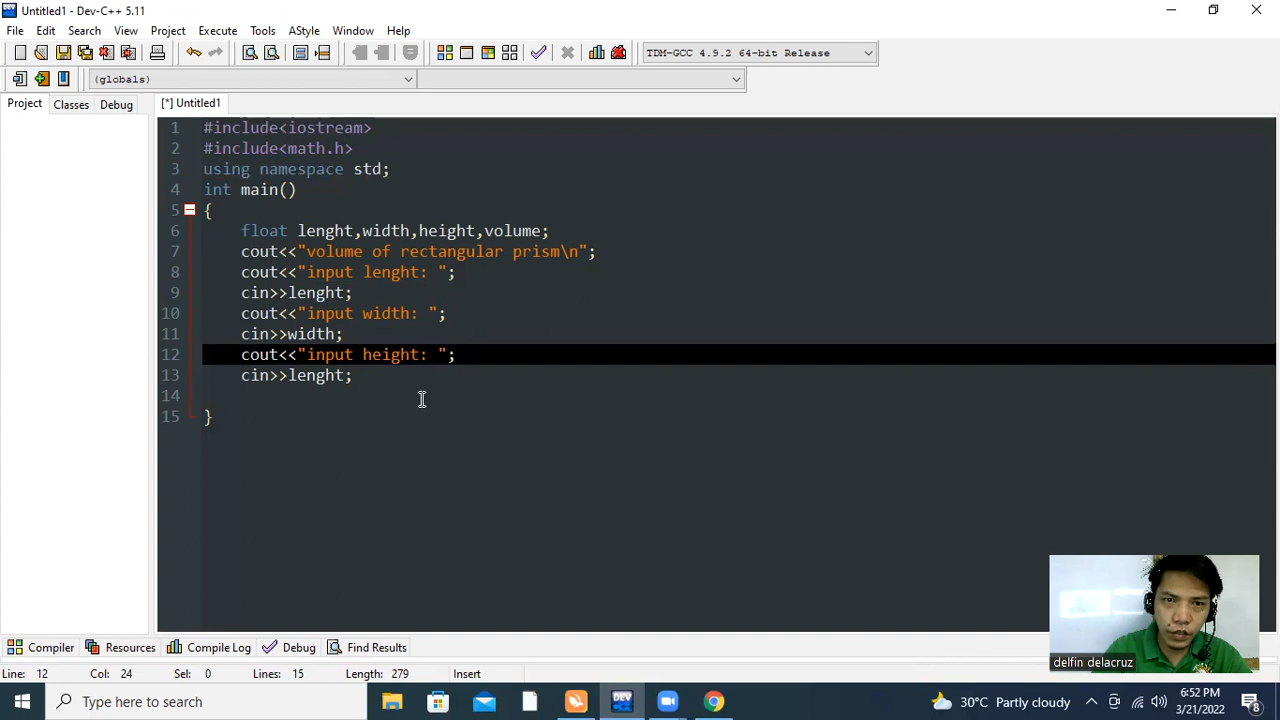 Untitled1 - Dev-C++ 5.11
File Edit Search View Project Execute Tools AStyle Window Help
TDM-GCC 4.9.2 64-bit Release
(globals)
Project Classes Debug
[*] Untitled1
1 #include<iostream>
2 #include<math.h>
3 using namespace std;
4 int main()
5 {
6 float lenght,width,height,volume;
7 cout<<"volume of rectangular prism\n";
8 cout<<"input lenght: ";
9 cin>>lenght;
10 cout<<"input width: ";
11 cin>>width;
12 cout<<"input height: ";
13 cin>>lenght;
14
15 }
delfin delacruz
Compiler Resources Compile Log Debug Find Results
Line: 12 Col: 24 Sel: 0 Lines: 15 Length: 279 Insert
Type here to search
DEV
30°C Partly cloudy
6:52 PM
3/21/2022
8